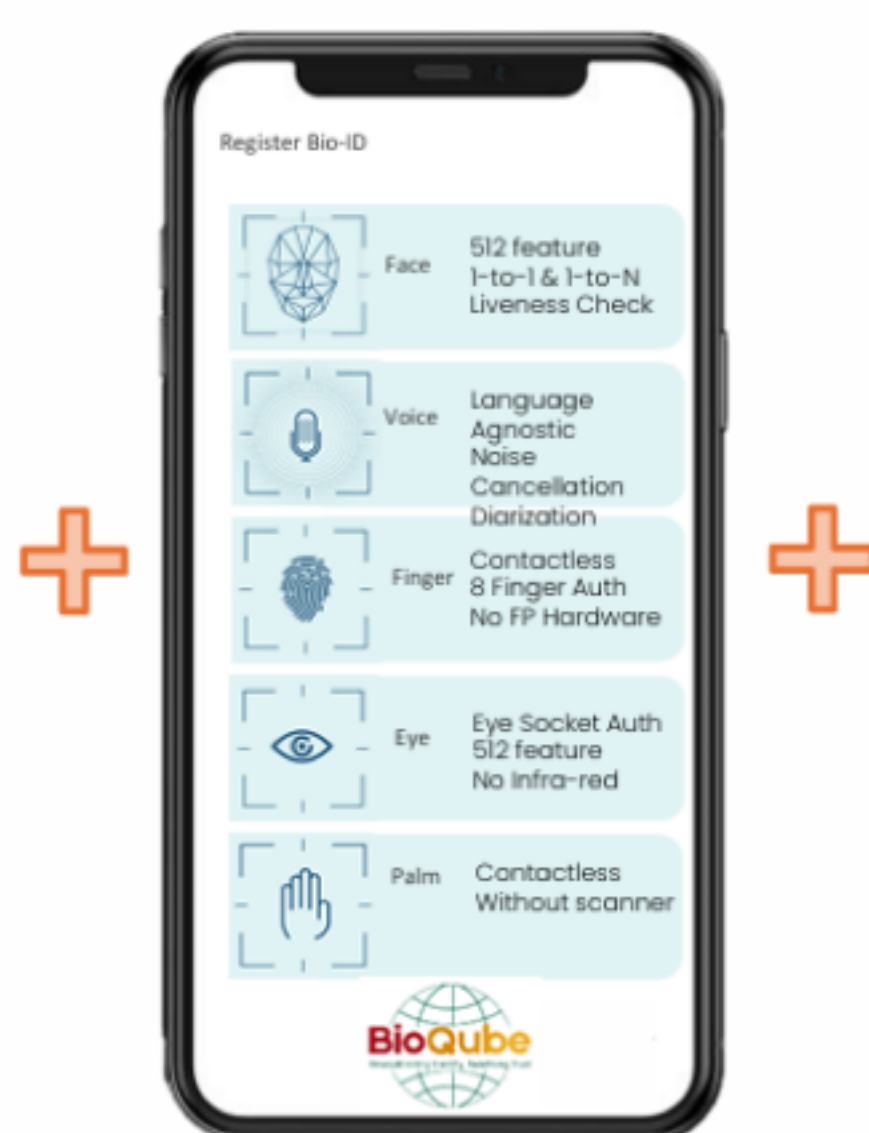 Register Bio-ID
Face
512 feature
1-to-1 & 1-to-N
Liveness Check
Voice
Language
Agnostic
Noise
Cancellation
Diarization
Finger
Contactless
8 Finger Auth
No FP Hardware
Eye
Eye Socket Auth
512 feature
No Infra-red
Palm
Contactless
Without scanner
BioQube